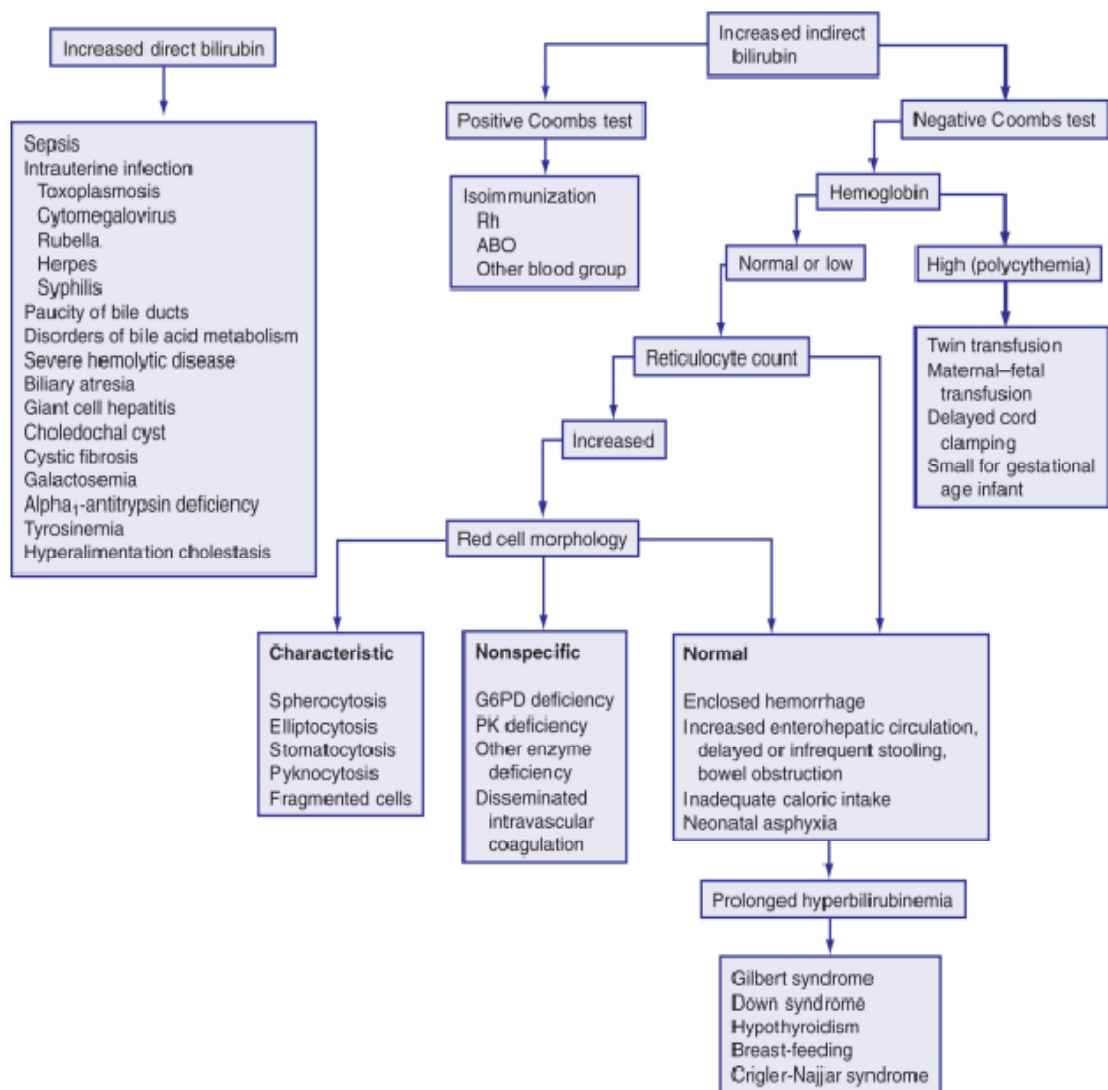 Increased direct bilirubin
Sepsis
Intrauterine infection
Toxoplasmosis
Cytomegalovirus
Rubella
Herpes
Syphilis
Paucity of bile ducts
Disorders of bile acid metabolism
Severe hemolytic disease
Biliary atresia
Giant cell hepatitis
Choledochal cyst
Cystic fibrosis
Galactosemia
Alpha₁-antitrypsin deficiency
Tyrosinemia
Hyperalimentation cholestasis
Increased indirect
bilirubin
Positive Coombs test
Isoimmunization
Rh
ABO
Other blood group
Negative Coombs test
Hemoglobin
Normal or low
High (polycythemia)
Twin transfusion
Maternal–fetal
transfusion
Delayed cord
clamping
Small for gestational
age infant
Reticulocyte count
Increased
Red cell morphology
Characteristic
Spherocytosis
Elliptocytosis
Stomatocytosis
Pyknocytosis
Fragmented cells
Nonspecific
G6PD deficiency
PK deficiency
Other enzyme
deficiency
Disseminated
intravascular
coagulation
Normal
Enclosed hemorrhage
Increased enterohepatic circulation,
delayed or infrequent stooling,
bowel obstruction
Inadequate caloric intake
Neonatal asphyxia
Prolonged hyperbilirubinemia
Gilbert syndrome
Down syndrome
Hypothyroidism
Breast-feeding
Crigler-Najjar syndrome